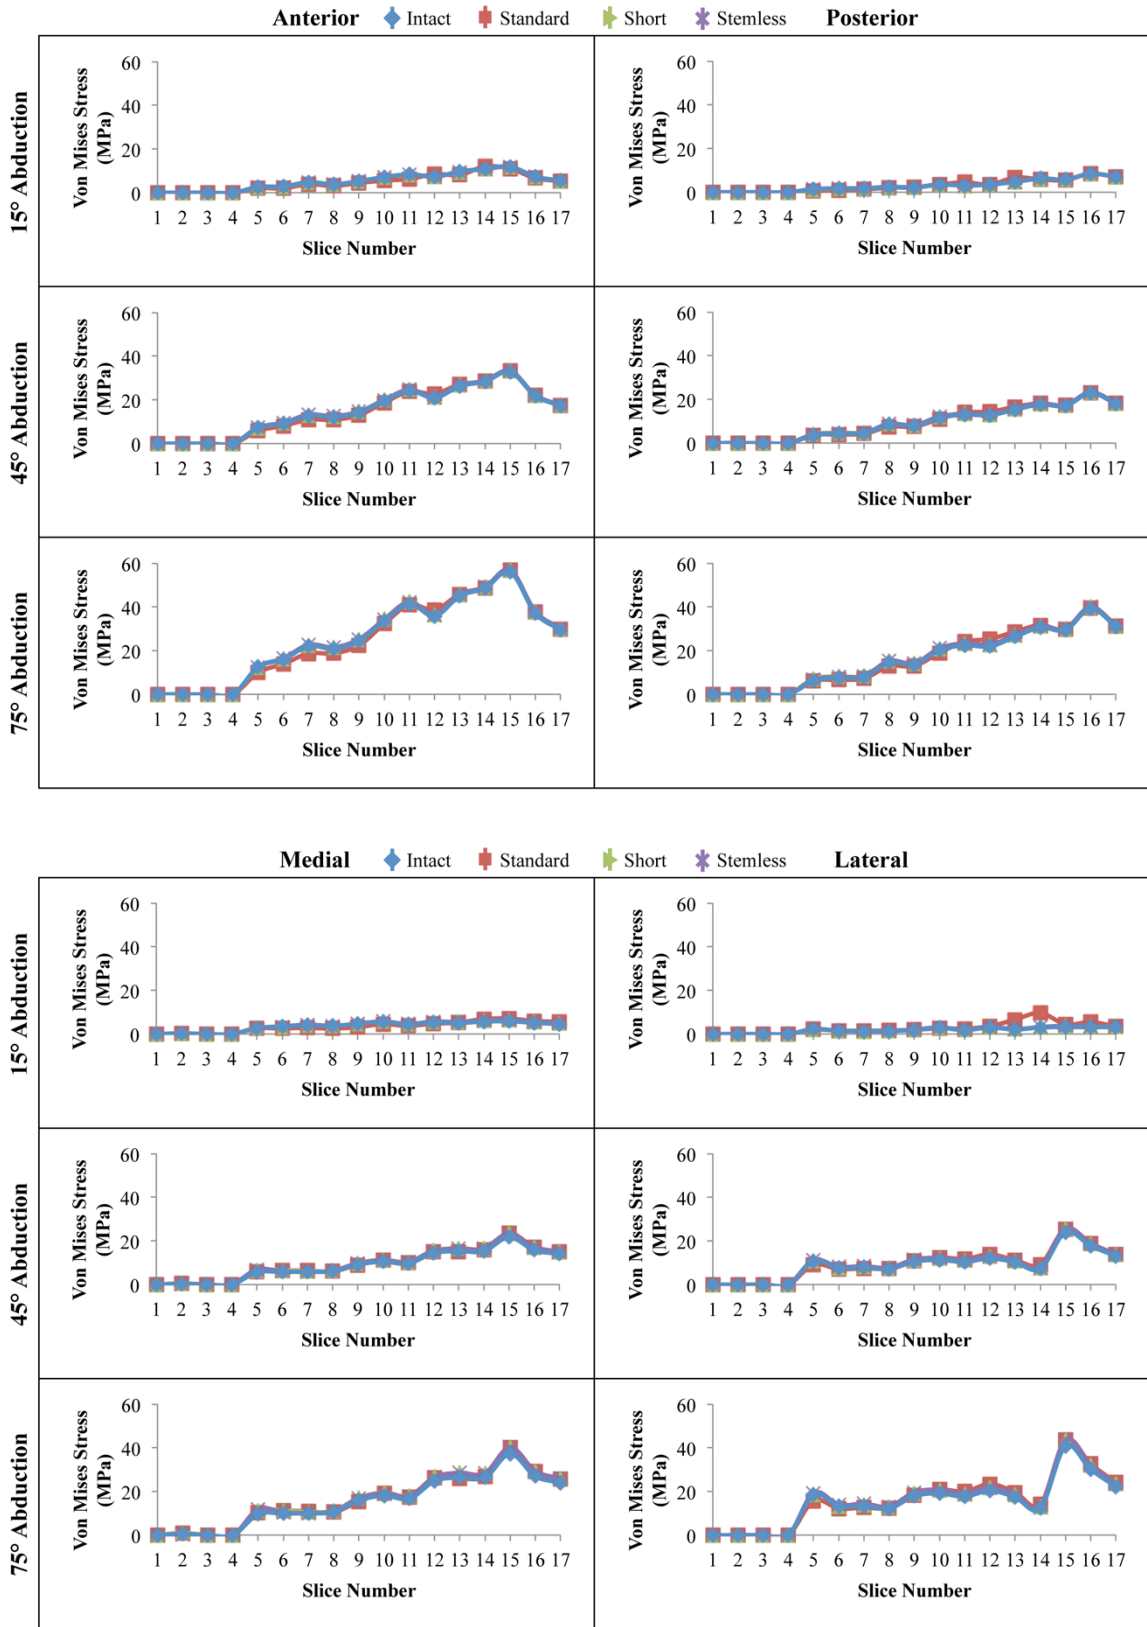 Anterior Intact Standard Short Stemless Posterior
15° Abduction
Von Mises Stress
(MPa)
60
40
20
0
1 2 3 4 5 6 7 8 9 10 11 12 13 14 15 16 17
Slice Number
Von Mises Stress
(MPa)
60
40
20
0
1 2 3 4 5 6 7 8 9 10 11 12 13 14 15 16 17
Slice Number
45° Abduction
Von Mises Stress
(MPa)
60
40
20
0
1 2 3 4 5 6 7 8 9 10 11 12 13 14 15 16 17
Slice Number
Von Mises Stress
(MPa)
60
40
20
0
1 2 3 4 5 6 7 8 9 10 11 12 13 14 15 16 17
Slice Number
75° Abduction
Von Mises Stress
(MPa)
60
40
20
0
1 2 3 4 5 6 7 8 9 10 11 12 13 14 15 16 17
Slice Number
Von Mises Stress
(MPa)
60
40
20
0
1 2 3 4 5 6 7 8 9 10 11 12 13 14 15 16 17
Slice Number
Medial Intact Standard Short Stemless Lateral
15° Abduction
Von Mises Stress
(MPa)
60
40
20
0
1 2 3 4 5 6 7 8 9 10 11 12 13 14 15 16 17
Slice Number
Von Mises Stress
(MPa)
60
40
20
0
1 2 3 4 5 6 7 8 9 10 11 12 13 14 15 16 17
Slice Number
45° Abduction
Von Mises Stress
(MPa)
60
40
20
0
1 2 3 4 5 6 7 8 9 10 11 12 13 14 15 16 17
Slice Number
Von Mises Stress
(MPa)
60
40
20
0
1 2 3 4 5 6 7 8 9 10 11 12 13 14 15 16 17
Slice Number
75° Abduction
Von Mises Stress
(MPa)
60
40
20
0
1 2 3 4 5 6 7 8 9 10 11 12 13 14 15 16 17
Slice Number
Von Mises Stress
(MPa)
60
40
20
0
1 2 3 4 5 6 7 8 9 10 11 12 13 14 15 16 17
Slice Number